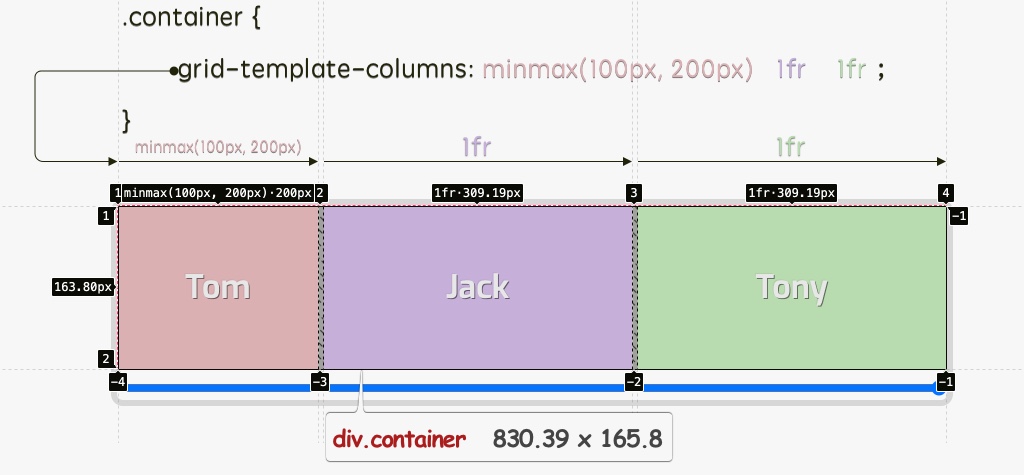 .container {
grid-template-columns: minmax(100px, 200px) 1fr 1fr ;
}
minmax(100px, 200px) 1fr 1fr
1 minmax(100px, 200px)·200px 2 1fr·309.19px 3 1fr·309.19px 4
1 -1
Tom Jack Tony
163.80px
2
-4 -3 -2 -1
div.container 830.39 x 165.8